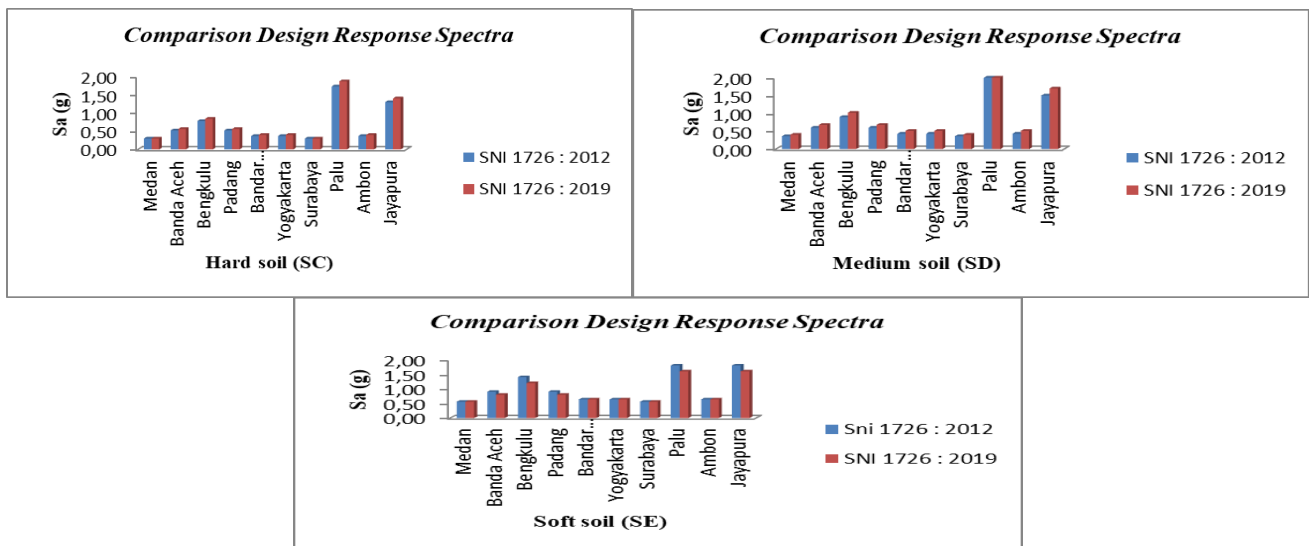 Comparison Design Response Spectra
Sa (g)
2,00
1,50
1,00
0,50
0,00
Medan
Banda Aceh
Bengkulu
Padang
Bandar...
Yogyakarta
Surabaya
Palu
Ambon
Jayapura
SNI 1726 : 2012
SNI 1726 : 2019
Hard soil (SC)
Comparison Design Response Spectra
Sa (g)
2,00
1,50
1,00
0,50
0,00
Medan
Banda Aceh
Bengkulu
Padang
Bandar...
Yogyakarta
Surabaya
Palu
Ambon
Jayapura
SNI 1726 : 2012
SNI 1726 : 2019
Medium soil (SD)
Comparison Design Response Spectra
Sa (g)
2,00
1,50
1,00
0,50
0,00
Medan
Banda Aceh
Bengkulu
Padang
Bandar...
Yogyakarta
Surabaya
Palu
Ambon
Jayapura
Sni 1726 : 2012
SNI 1726 : 2019
Soft soil (SE)